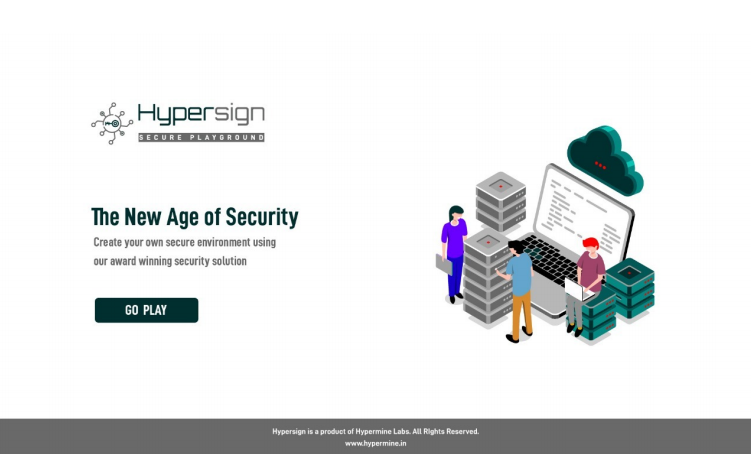 Hypersign
SECURE PLAYGROUND
The New Age of Security
Create your own secure environment using
our award winning security solution
GO PLAY
Hypersign is a product of Hypermine Labs. All RIghts Reserved.
www.hypermine.in